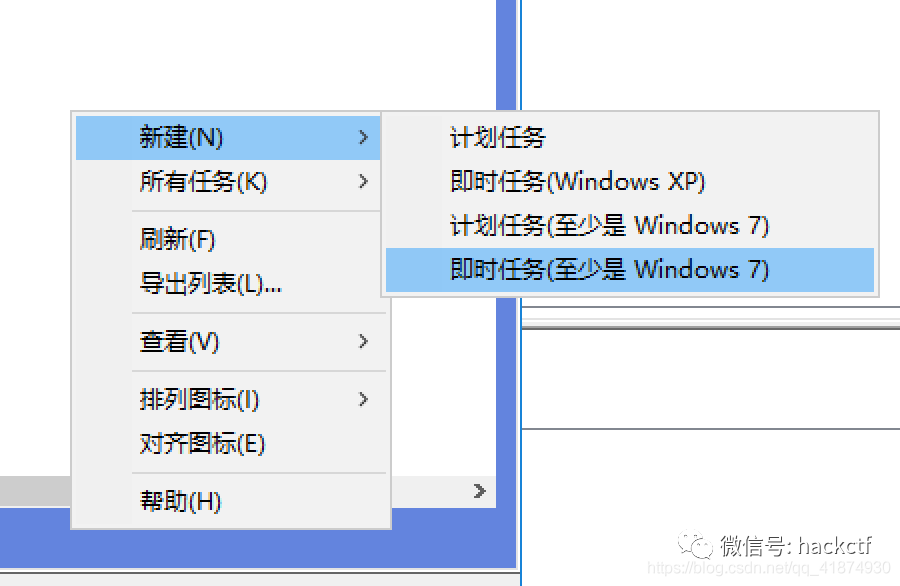 新建(N)
所有任务(K)
刷新(F)
导出列表(L)...
查看(V)
排列图标(I)
对齐图标(E)
帮助(H)
计划任务
即时任务(Windows XP)
计划任务(至少是 Windows 7)
即时任务(至少是 Windows 7)
微信号: hackctf
https://blog.csdn.net/qq_41874930